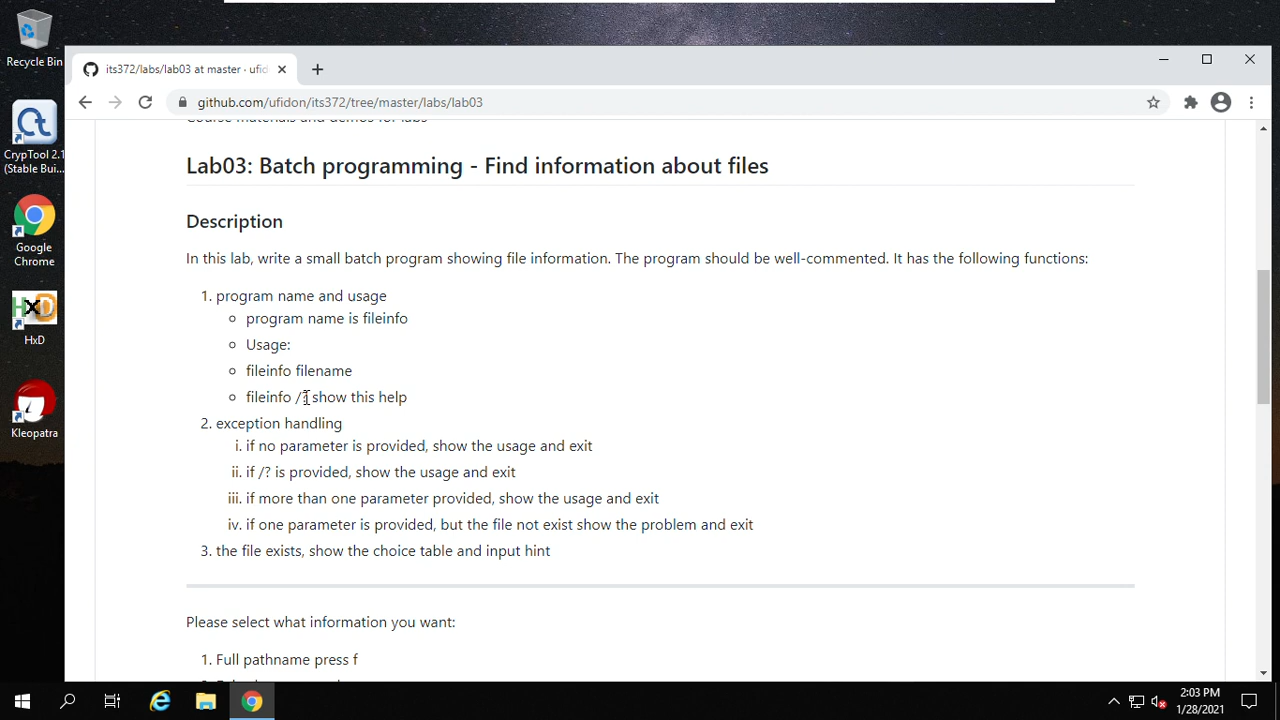 Recycle Bin
CrypTool 2.1
(Stable Bui...
Google
Chrome
HxD
Kleopatra
its372/labs/lab03 at master · ufid
github.com/ufidon/its372/tree/master/labs/lab03
Course materials and demos for labs
Lab03: Batch programming - Find information about files
Description
In this lab, write a small batch program showing file information. The program should be well-commented. It has the following functions:
1. program name and usage
program name is fileinfo
Usage:
fileinfo filename
fileinfo /? show this help
2. exception handling
i. if no parameter is provided, show the usage and exit
ii. if /? is provided, show the usage and exit
iii. if more than one parameter provided, show the usage and exit
iv. if one parameter is provided, but the file not exist show the problem and exit
3. the file exists, show the choice table and input hint
Please select what information you want:
1. Full pathname press f
2:03 PM
1/28/2021